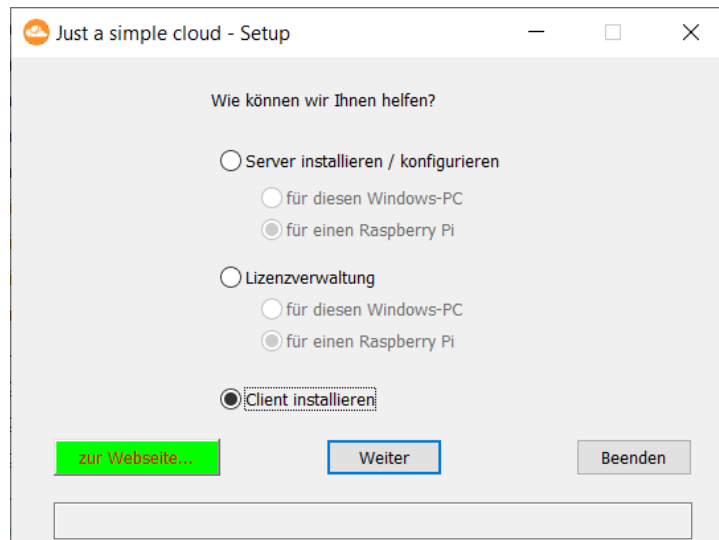 Just a simple cloud - Setup
Wie können wir Ihnen helfen?
Server installieren / konfigurieren
für diesen Windows-PC
für einen Raspberry Pi
Lizenzverwaltung
für diesen Windows-PC
für einen Raspberry Pi
Client installieren
zur Webseite...
Weiter
Beenden